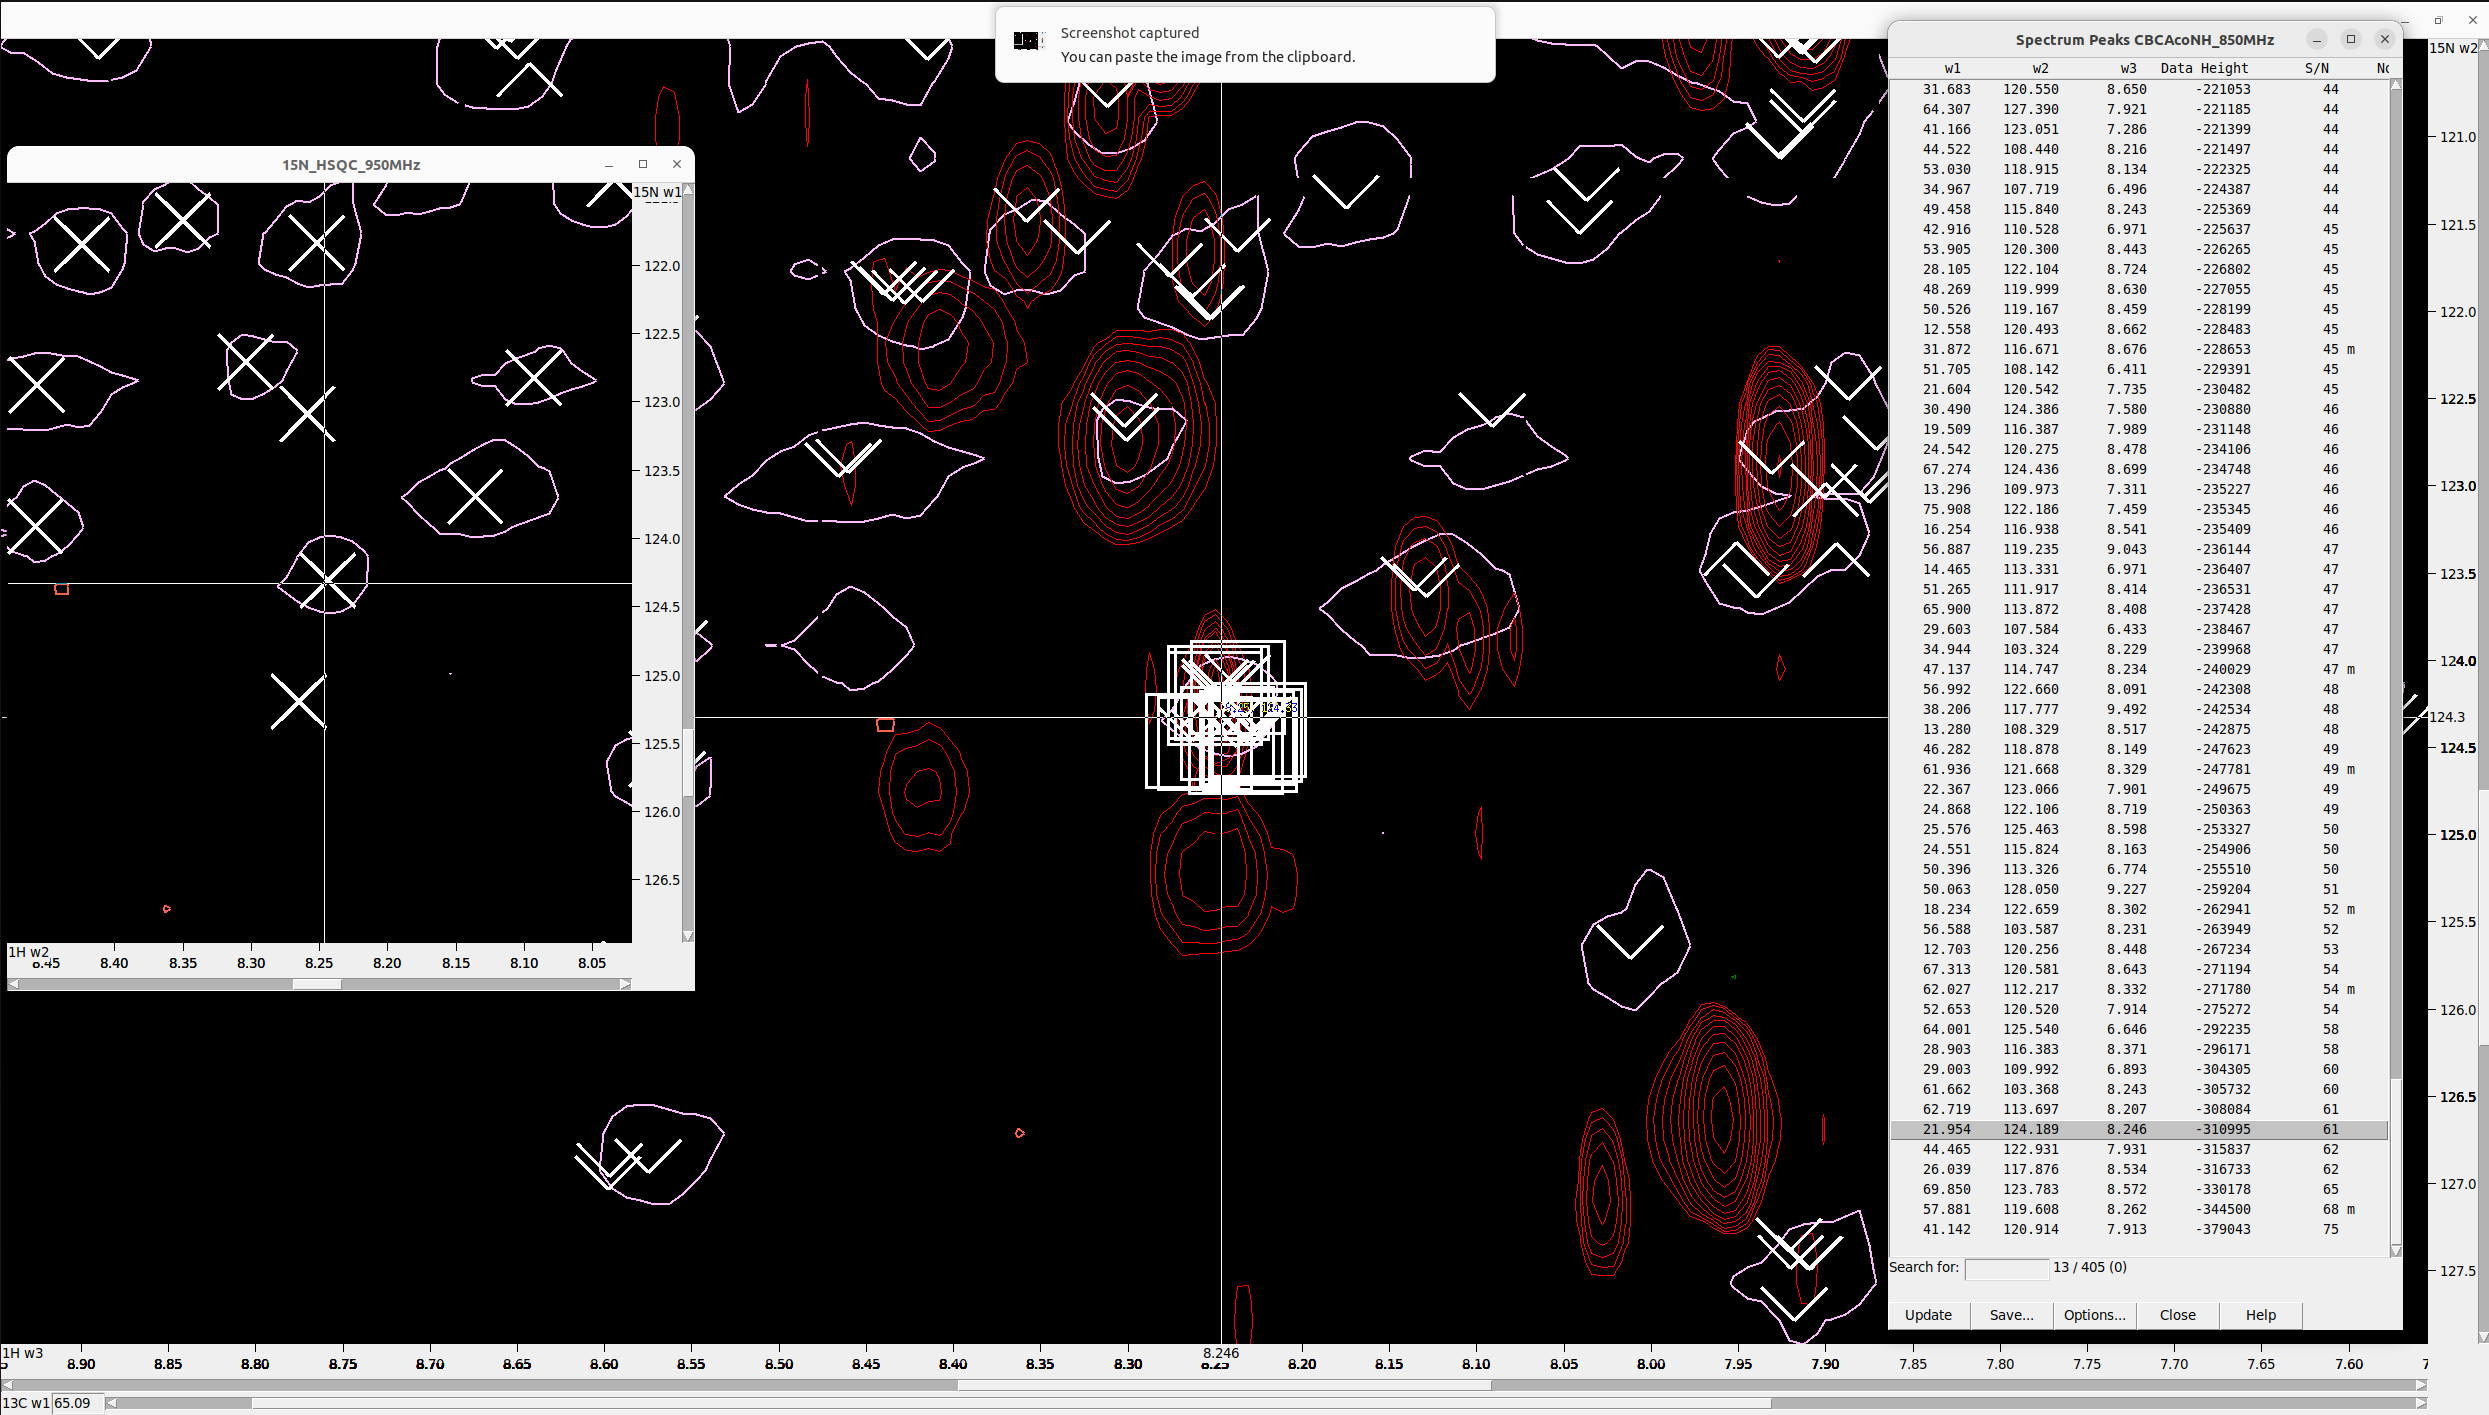 Screenshot captured
You can paste the image from the clipboard.
15N_HSQC_950MHz
15N w1
122.0
122.5
123.0
123.5
124.0
124.5
125.0
125.5
126.0
126.5
1H w2
8.45 8.40 8.35 8.30 8.25 8.20 8.15 8.10 8.05
Spectrum Peaks CBCAcoNH_850MHz
w1 w2 w3 Data Height S/N
31.683 120.550 8.650 -221053 44
64.307 127.390 7.921 -221185 44
41.166 123.051 7.286 -221399 44
44.522 108.440 8.216 -221497 44
53.030 118.915 8.134 -222325 44
34.967 107.719 6.496 -224387 44
49.458 115.840 8.243 -225369 44
42.916 110.528 6.971 -225637 45
53.905 120.300 8.443 -226265 45
28.105 122.104 8.724 -226802 45
48.269 119.999 8.630 -227055 45
50.526 119.167 8.459 -228199 45
12.558 120.493 8.662 -228483 45
31.872 116.671 8.676 -228653 45 m
51.705 108.142 6.411 -229391 45
21.604 120.542 7.735 -230482 45
30.490 124.386 7.580 -230880 46
19.509 116.387 7.989 -231148 46
24.542 120.275 8.478 -234106 46
67.274 124.436 8.699 -234748 46
13.296 109.973 7.311 -235227 46
75.908 122.186 7.459 -235345 46
16.254 116.938 8.541 -235409 46
56.887 119.235 9.043 -236144 47
14.465 113.331 6.971 -236407 47
51.265 111.917 8.414 -236531 47
65.900 113.872 8.408 -237428 47
29.603 107.584 6.433 -238467 47
34.944 103.324 8.229 -239968 47
47.137 114.747 8.234 -240029 47 m
56.992 122.660 8.091 -242308 48
38.206 117.777 9.492 -242534 48
13.280 108.329 8.517 -242875 48
46.282 118.878 8.149 -247623 49
61.936 121.668 8.329 -247781 49 m
22.367 123.066 7.901 -249675 49
24.868 122.106 8.719 -250363 49
25.576 125.463 8.598 -253327 50
24.551 115.824 8.163 -254906 50
50.396 113.326 6.774 -255510 50
50.063 128.050 9.227 -259204 51
18.234 122.659 8.302 -262941 52 m
56.588 103.587 8.231 -263949 52
12.703 120.256 8.448 -267234 53
67.313 120.581 8.643 -271194 54
62.027 112.217 8.332 -271780 54 m
52.653 120.520 7.914 -275272 54
64.001 125.540 6.646 -292235 58
28.903 116.383 8.371 -296171 58
29.003 109.992 6.893 -304305 60
61.662 103.368 8.243 -305732 60
62.719 113.697 8.207 -308084 61
21.954 124.189 8.246 -310995 61
44.465 122.931 7.931 -315837 62
26.039 117.876 8.534 -316733 62
69.850 123.783 8.572 -330178 65
57.881 119.608 8.262 -344500 68 m
41.142 120.914 7.913 -379043 75
Search for: 13 / 405 (0)
Update Save... Options... Close Help
15N w2
121.0
121.5
122.0
122.5
123.0
123.5
124.0
124.3
124.5
125.0
125.5
126.0
126.5
127.0
127.5
1H w3
8.246
8.90 8.85 8.80 8.75 8.70 8.65 8.60 8.55 8.50 8.45 8.40 8.35 8.30 8.25 8.20 8.15 8.10 8.05 8.00 7.95 7.90 7.85 7.80 7.75 7.70 7.65 7.60
13C w1 65.09